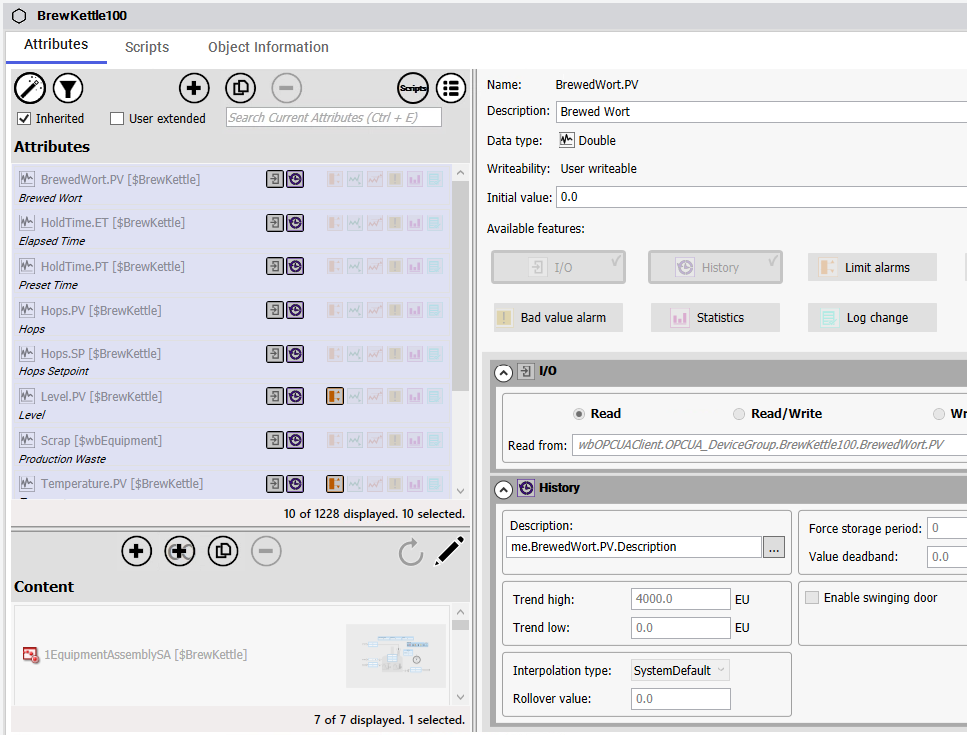 BrewKettle100
Attributes Scripts Object Information
Scripts
Inherited User extended Search Current Attributes (Ctrl + E)
Attributes
BrewedWort.PV [$BrewKettle]
Brewed Wort
HoldTime.ET [$BrewKettle]
Elapsed Time
HoldTime.PT [$BrewKettle]
Preset Time
Hops.PV [$BrewKettle]
Hops
Hops.SP [$BrewKettle]
Hops Setpoint
Level.PV [$BrewKettle]
Level
Scrap [$wbEquipment]
Production Waste
Temperature.PV [$BrewKettle]
10 of 1228 displayed. 10 selected.
Content
1EquipmentAssemblySA [$BrewKettle]
7 of 7 displayed. 1 selected.
Name: BrewedWort.PV
Description: Brewed Wort
Data type: Double
Writeability: User writeable
Initial value: 0.0
Available features:
I/O History Limit alarms
Bad value alarm Statistics Log change
I/O
Read Read/Write Wr
Read from: wbOPCUAClient.OPCUA_DeviceGroup.BrewKettle100.BrewedWort.PV
History
Description:
me.BrewedWort.PV.Description ...
Force storage period: 0
Value deadband: 0.0
Trend high: 4000.0 EU
Trend low: 0.0 EU
Enable swinging door
Interpolation type: SystemDefault
Rollover value: 0.0